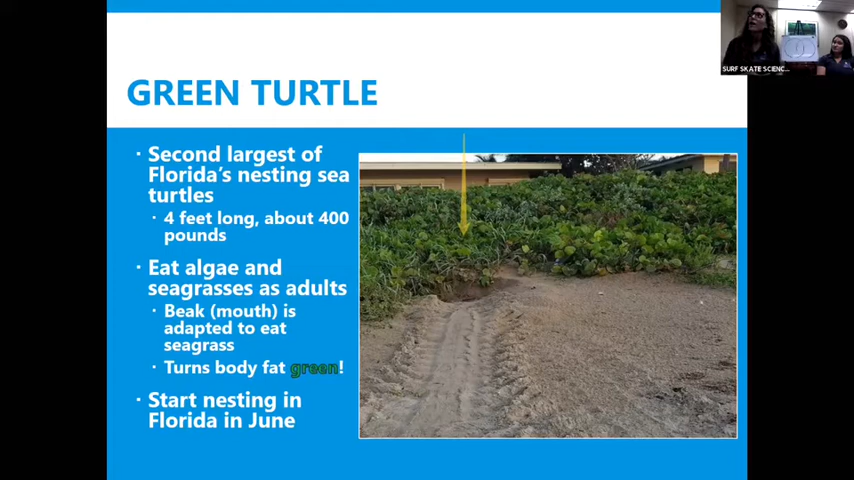 GREEN TURTLE
SURF SKATE SCIENC...
· Second largest of
Florida's nesting sea
turtles
· 4 feet long, about 400
pounds
· Eat algae and
seagrasses as adults
· Beak (mouth) is
adapted to eat
seagrass
· Turns body fat green!
· Start nesting in
Florida in June